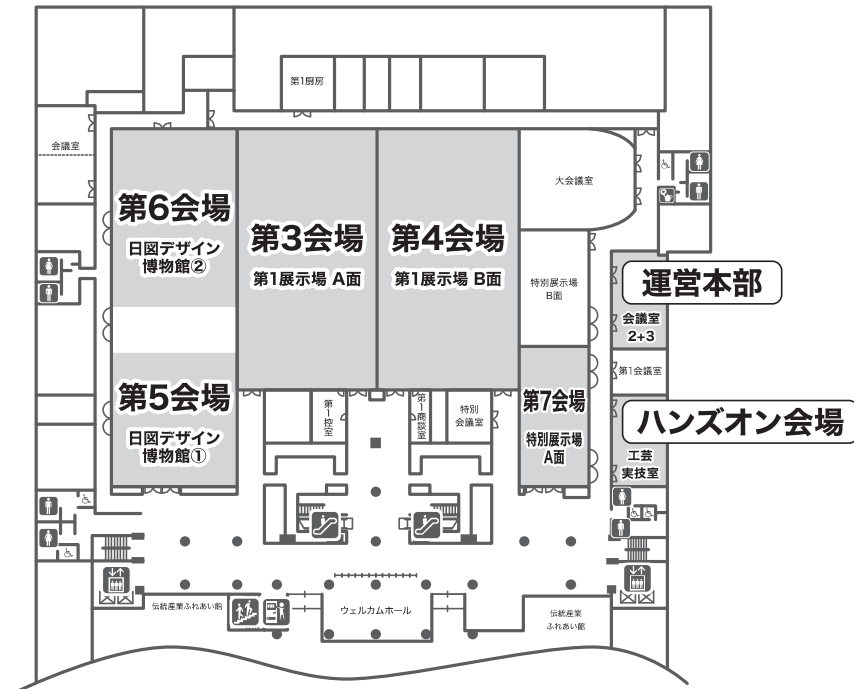 第1厨房
会議室
大会議室
第6会場
日図デザイン
博物館②
第3会場
第1展示場 A面
第4会場
第1展示場 B面
特別展示場
B面
運営本部
会議室
2+3
第1会議室
第5会場
日図デザイン
博物館①
第1控室
第1商談室
特別
会議室
第7会場
特別展示場
A面
ハンズオン会場
工芸
実技室
伝統産業ふれあい館
ウェルカムホール
伝統産業
ふれあい館